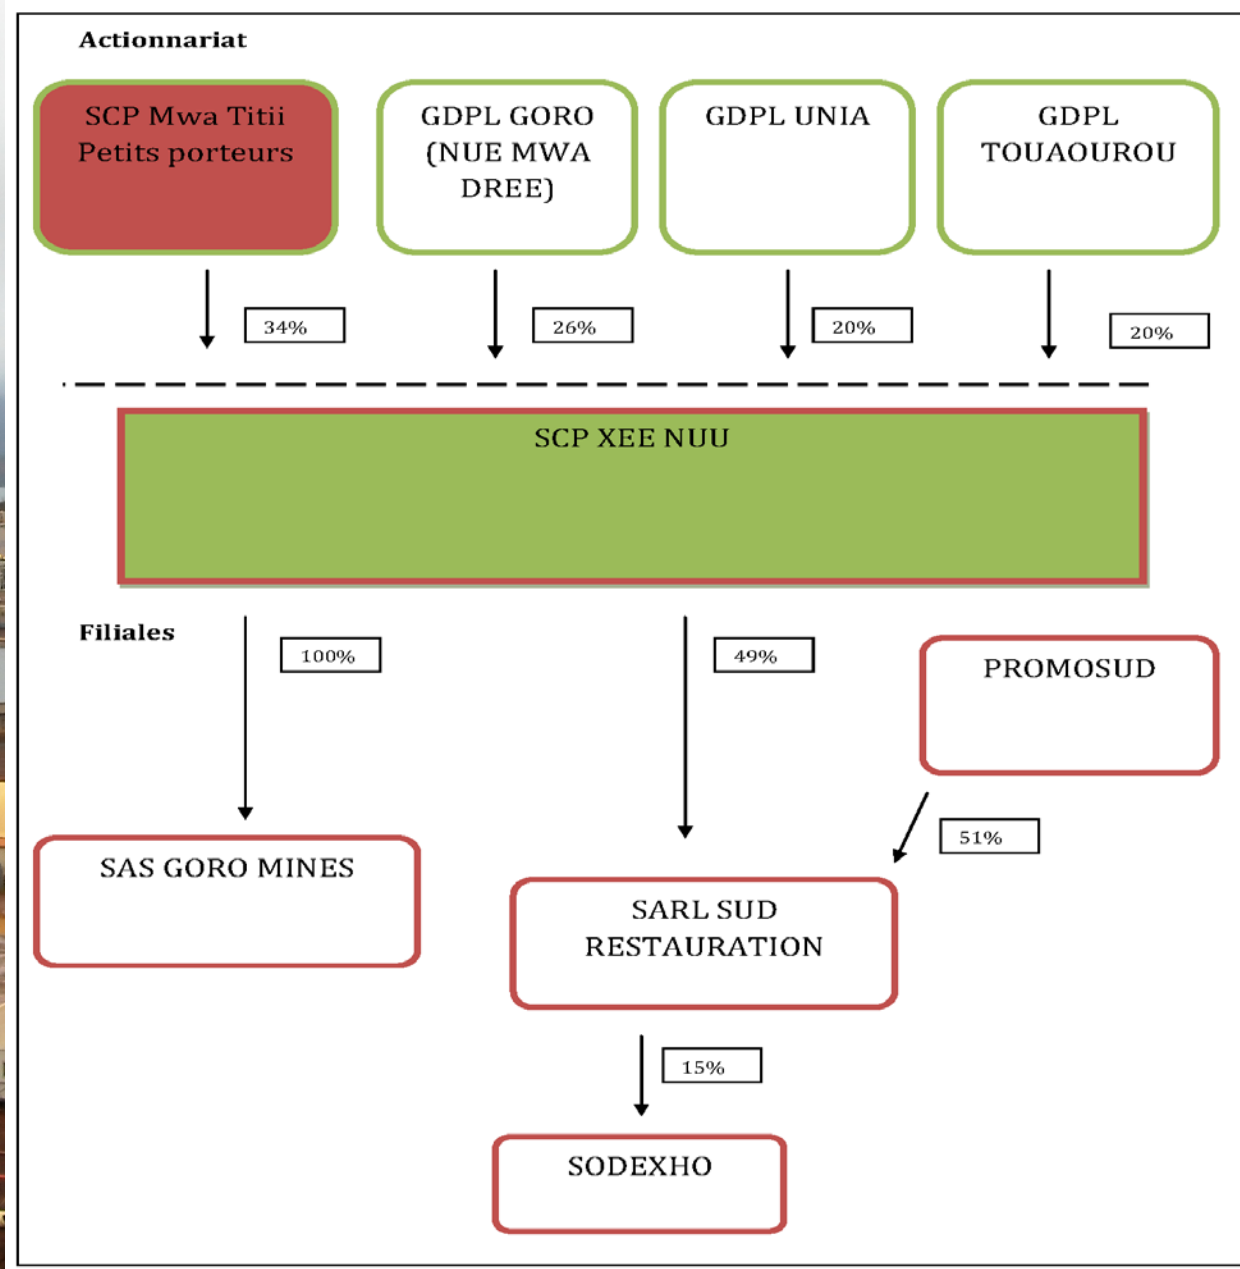 Actionnariat
SCP Mwa Titii
Petits porteurs
GDPL GORO
(NUE MWA
DREE)
GDPL UNIA
GDPL
TOUAOUROU
34%
26%
20%
20%
SCP XEE NUU
Filiales
100%
49%
PROMOSUD
51%
SAS GORO MINES
SARL SUD
RESTAURATION
15%
SODEXHO